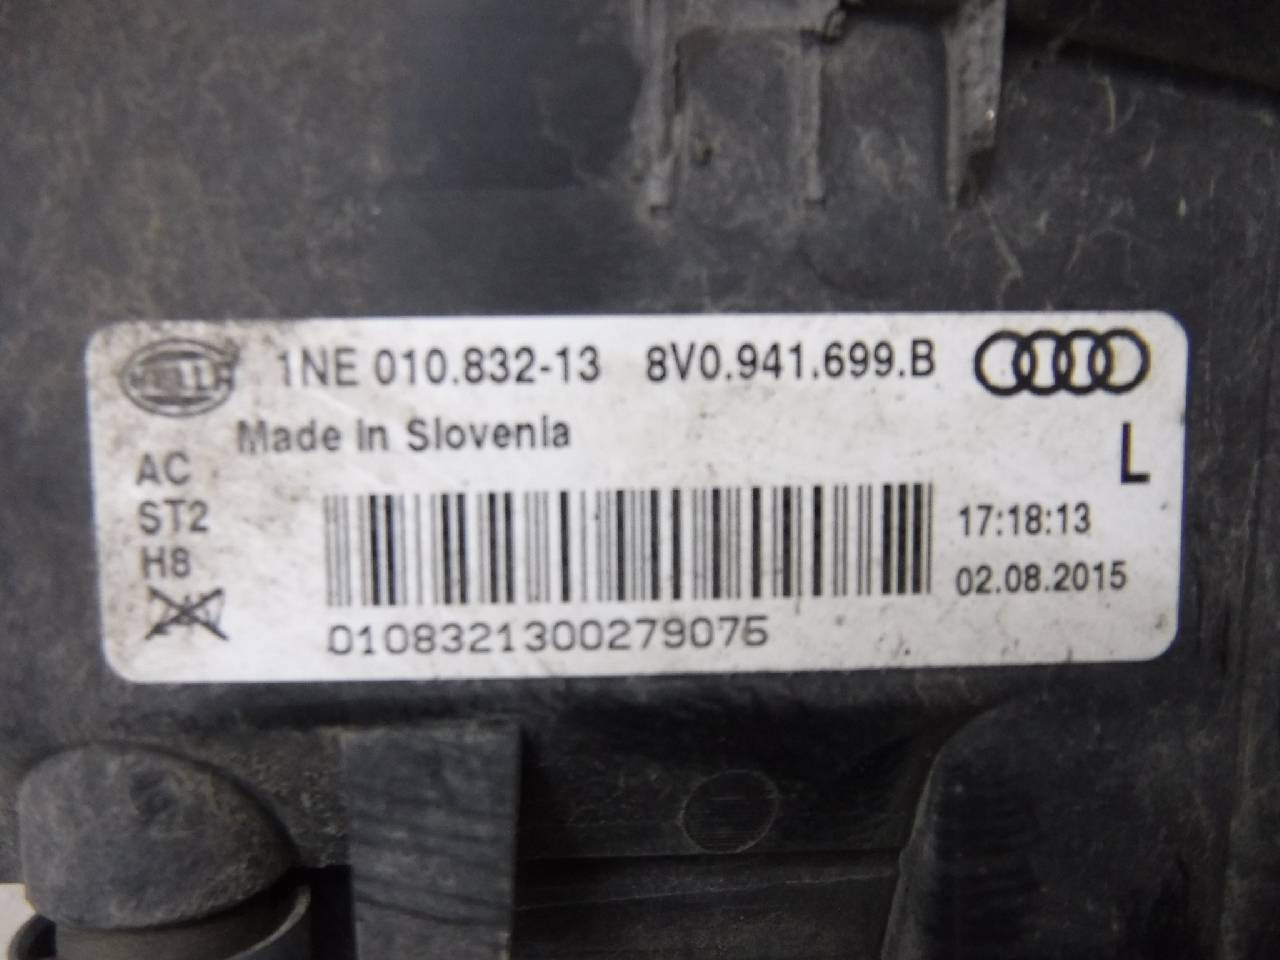 HELLA 1NE 010.832-13 8V0.941.699.B
Made in Slovenia
L
AC
ST2
H8
24V
17:18:13
02.08.2015
0108321300279075